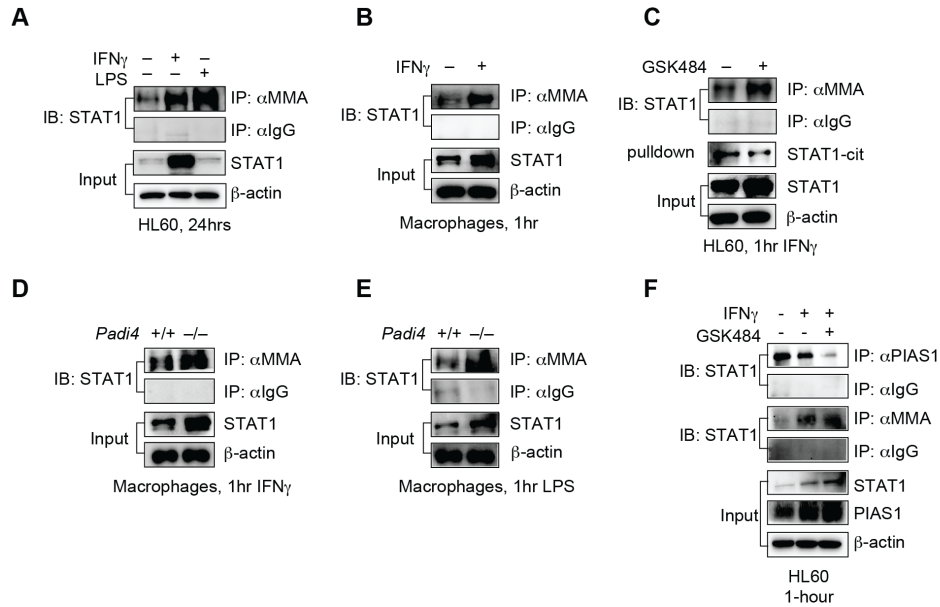 A
IFNγ – + –
LPS – – +
IB: STAT1
IP: αMMA
IP: αIgG
Input
STAT1
β-actin
HL60, 24hrs
B
IFNγ – +
IB: STAT1
IP: αMMA
IP: αIgG
Input
STAT1
β-actin
Macrophages, 1hr
C
GSK484 – +
IB: STAT1
IP: αMMA
IP: αIgG
pulldown STAT1-cit
Input
STAT1
β-actin
HL60, 1hr IFNγ
D
Padi4 +/+ –/–
IB: STAT1
IP: αMMA
IP: αIgG
Input
STAT1
β-actin
Macrophages, 1hr IFNγ
E
Padi4 +/+ –/–
IB: STAT1
IP: αMMA
IP: αIgG
Input
STAT1
β-actin
Macrophages, 1hr LPS
F
IFNγ - + +
GSK484 +
IB: STAT1
IP: αPIAS1
IP: αIgG
IB: STAT1
IP: αMMA
IP: αIgG
Input
STAT1
PIAS1
β-actin
HL60
1-hour